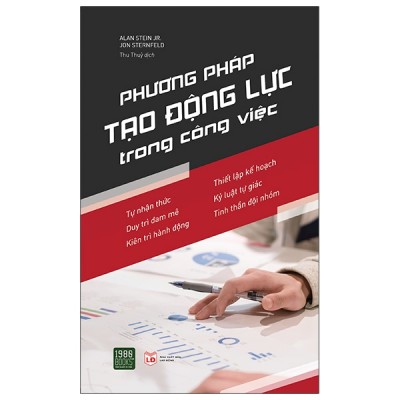 ALAN STEIN JR.
JON STERNFELD
Thu Thuỷ dịch
PHƯƠNG PHÁP
TẠO ĐỘNG LỰC
trong công việc
Tự nhận thức
Duy trì đam mê
Kiên trì hành động
Thiết lập kế hoạch
Kỷ luật tự giác
Tinh thần đội nhóm
1980
BOOKS